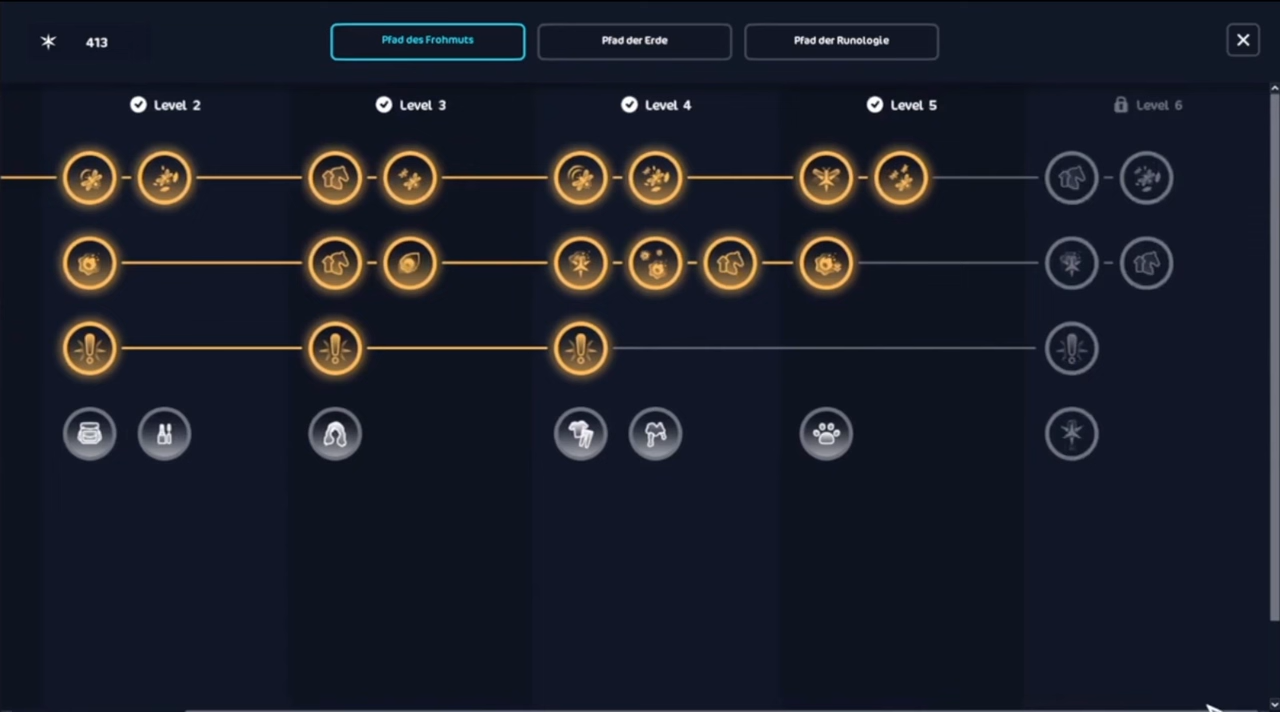 413
Pfad des Frohmuts
Pfad der Erde
Pfad der Runologie
Level 2
Level 3
Level 4
Level 5
Level 6